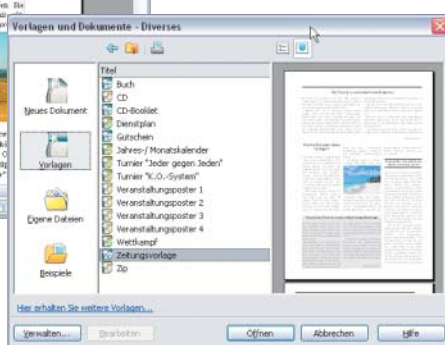 Vorlagen und Dokumente - Diverses
Titel
Neues Dokument
Vorlagen
Eigene Dateien
Beispiele
Buch
CD
CD-Booklet
Dienstplan
Gutschein
Jahres-/ Monatskalender
Turnier "Jeder gegen Jeden"
Turnier "K.O.-System"
Veranstaltungsposter 1
Veranstaltungsposter 2
Veranstaltungsposter 3
Veranstaltungsposter 4
Wettkampf
Zeitungsvorlage
Zip
Hier erhalten Sie weitere Vorlagen...
Verwalten...
Bearbeiten
Öffnen
Abbrechen
Hilfe